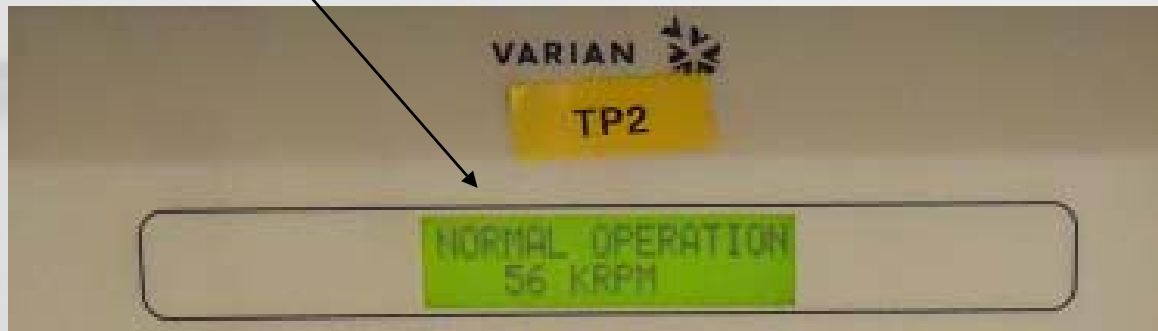 VARIAN
TP2
NORMAL OPERATION
56 KRPM